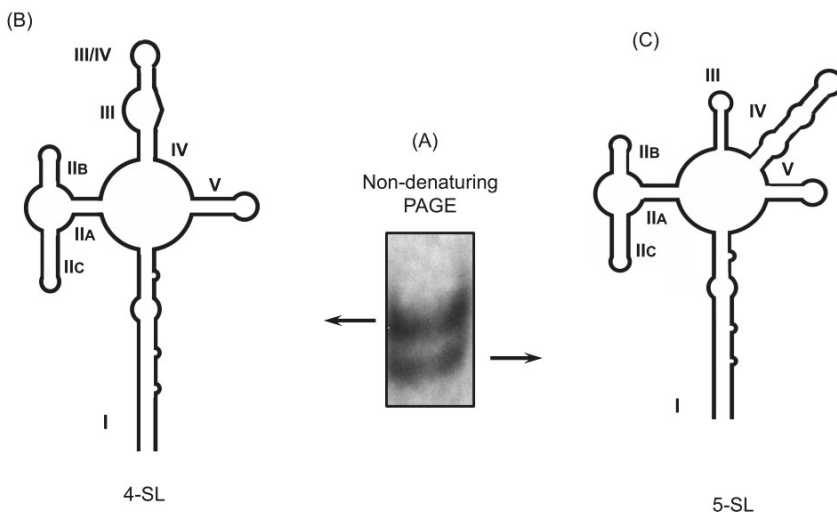 (B)
III/IV
III
IV
IIB
V
IIA
IIC
I
4-SL
(A)
Non-denaturing
PAGE
(C)
III
IV
IIB
V
IIA
IIC
I
5-SL